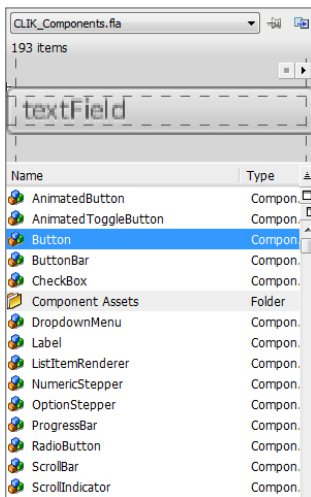 CLIK_Components.fla
193 items
textField
Name Type
AnimatedButton Compon.
AnimatedToggleButton Compon.
Button Compon.
ButtonBar Compon.
CheckBox Compon.
Component Assets Folder
DropdownMenu Compon.
Label Compon.
ListItemRenderer Compon.
NumericStepper Compon.
OptionStepper Compon.
ProgressBar Compon.
RadioButton Compon.
ScrollBar Compon.
ScrollIndicator Compon.